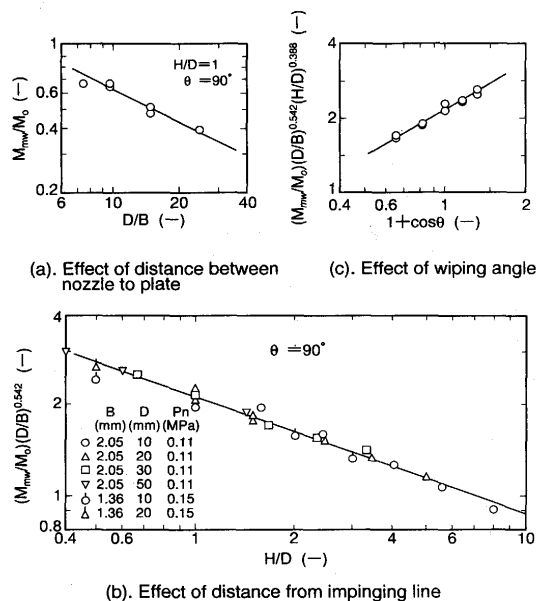 1
0.6
0.4
0.2
M_mw/M_o (—)
H/D=1
θ =90°
6
10
20
40
D/B (—)
(a). Effect of distance between
nozzle to plate
4
2
1
(M_mw/M_o)(D/B)^0.542(H/D)^0.388
0.4
0.6
1
2
1+cosθ (—)
(c). Effect of wiping angle
4
2
1
0.8
(M_mw/M_o)(D/B)^0.542 (—)
θ =90°
B D Pn
(mm) (mm) (MPa)
2.05 10 0.11
2.05 20 0.11
2.05 30 0.11
2.05 50 0.11
1.36 10 0.15
1.36 20 0.15
0.4
0.6
1.0
2
4
6
10
H/D (—)
(b). Effect of distance from impinging line